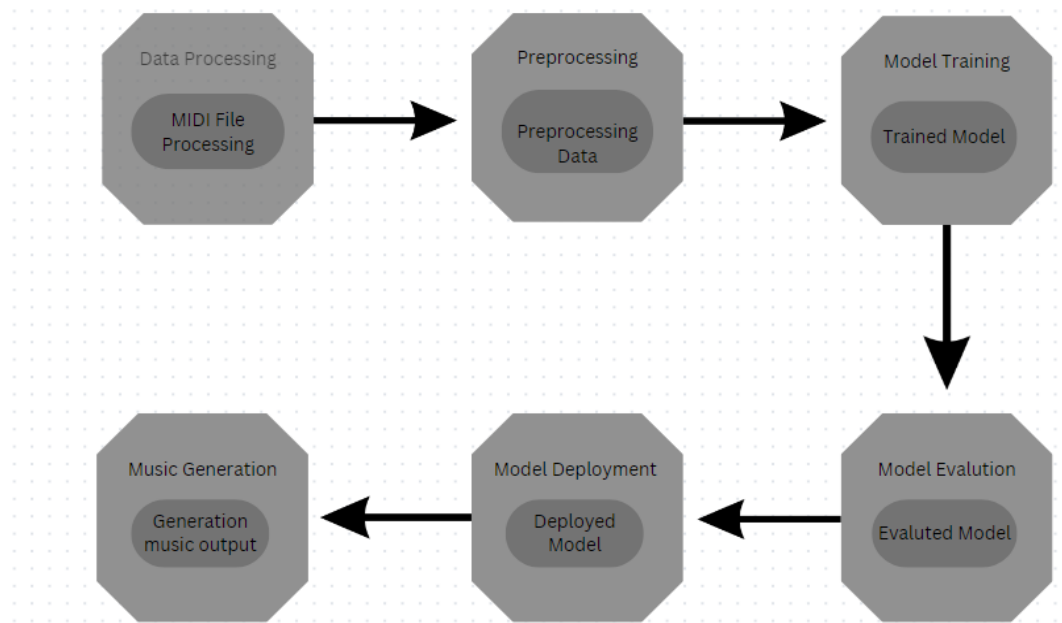 Data Processing
MIDI File
Processing
Preprocessing
Preprocessing
Data
Model Training
Trained Model
Model Evalution
Evaluted Model
Model Deployment
Deployed
Model
Music Generation
Generation
music output